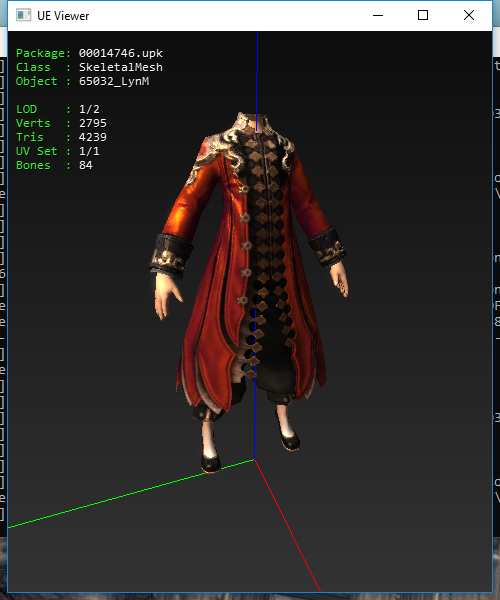 UE Viewer
Package: 00014746.upk
Class : SkeletalMesh
Object : 65032_LynM
LOD : 1/2
Verts : 2795
Tris : 4239
UV Set : 1/1
Bones : 84